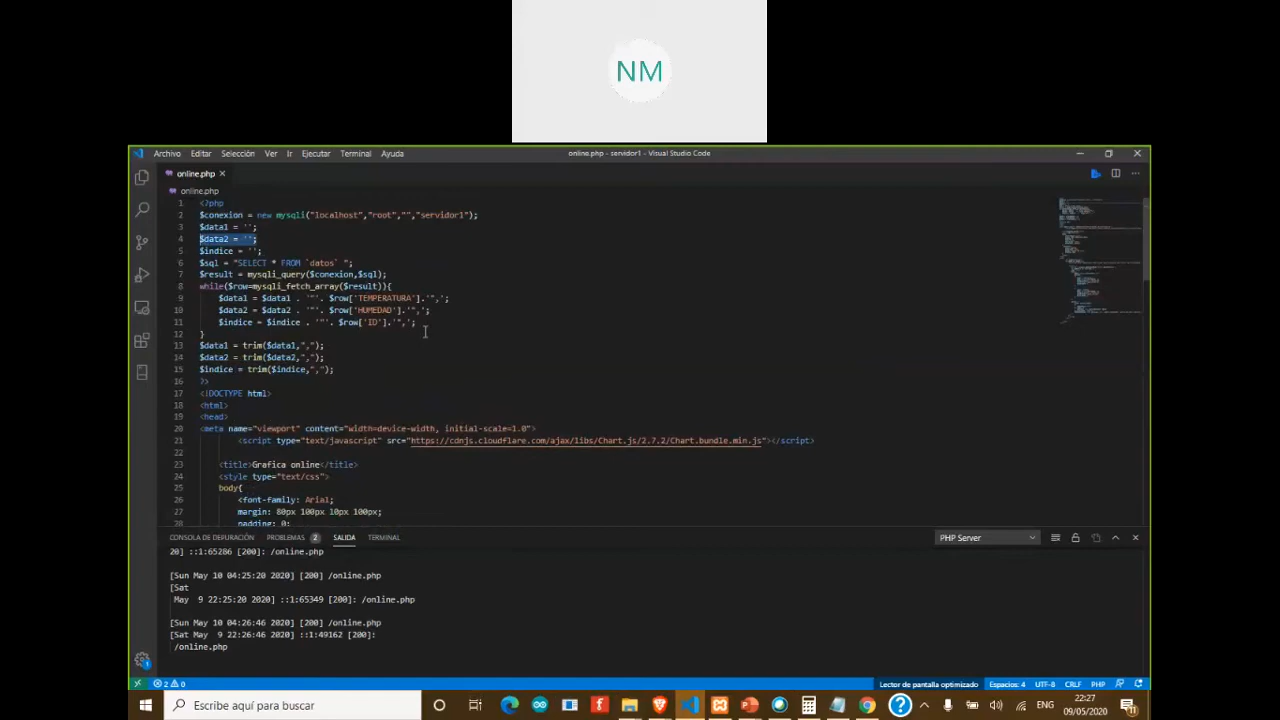 NM
Archivo Editar Selección Ver Ir Ejecutar Terminal Ayuda
online.php - servidor1 - Visual Studio Code
online.php
online.php
1 <?php
2 $conexion = new mysqli("localhost","root","","servidor1");
3 $data1 = '';
4 $data2 = '';
5 $indice = '';
6 $sql = "SELECT * FROM `datos` ";
7 $result = mysqli_query($conexion,$sql);
8 while($row=mysqli_fetch_array($result)){
9 $data1 = $data1 . '"'. $row['TEMPERATURA'].'",';
10 $data2 = $data2 . '"'. $row['HUMEDAD'].'",';
11 $indice = $indice . '"'. $row['ID'].'",';
12 }
13 $data1 = trim($data1,",");
14 $data2 = trim($data2,",");
15 $indice = trim($indice,",");
16 ?>
17 <!DOCTYPE html>
18 <html>
19 <head>
20 <meta name="viewport" content="width=device-width, initial-scale=1.0">
21 <script type="text/javascript" src="https://cdnjs.cloudflare.com/ajax/libs/Chart.js/2.7.2/Chart.bundle.min.js"></script>
22
23 <title>Grafica online</title>
24 <style type="text/css">
25 body{
26 <font-family: Arial;
27 margin: 80px 100px 10px 100px;
28 padding: 0;
CONSOLA DE DEPURACIÓN PROBLEMAS 2 SALIDA TERMINAL
PHP Server
20] ::1:65286 [200]: /online.php
[Sun May 10 04:25:20 2020] [200] /online.php
[Sat
May 9 22:25:20 2020] ::1:65349 [200]: /online.php
[Sun May 10 04:26:46 2020] [200] /online.php
[Sat May 9 22:26:46 2020] ::1:49162 [200]:
/online.php
2 0
Lector de pantalla optimizado Espacios: 4 UTF-8 CRLF PHP
Escribe aquí para buscar
ENG
22:27
09/05/2020
11